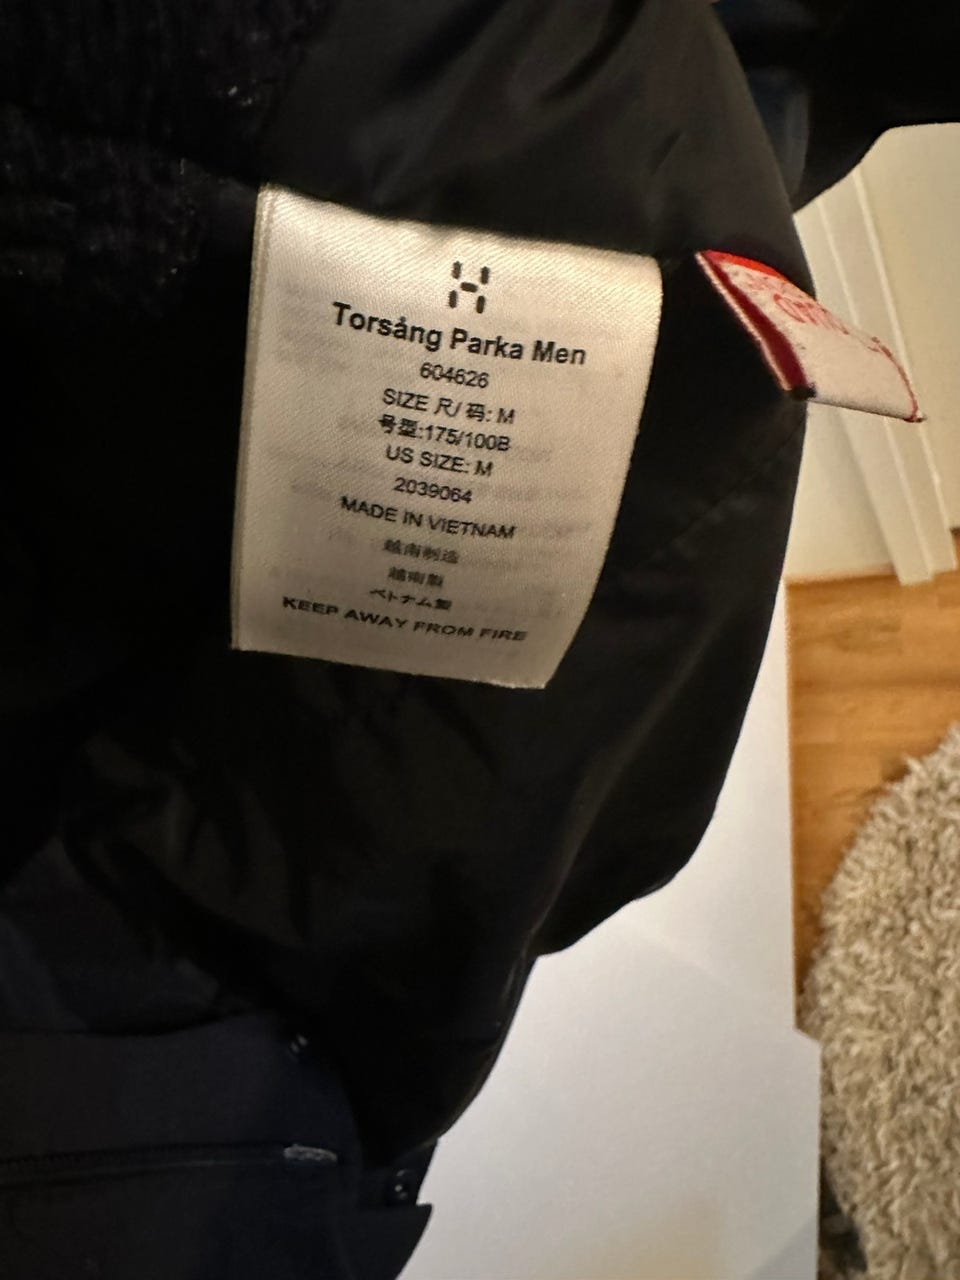 Torsång Parka Men
604626
SIZE 尺/ 码: M
号型:175/100B
US SIZE: M
2039064
MADE IN VIETNAM
越南制造
越南製
ベトナム製
KEEP AWAY FROM FIRE